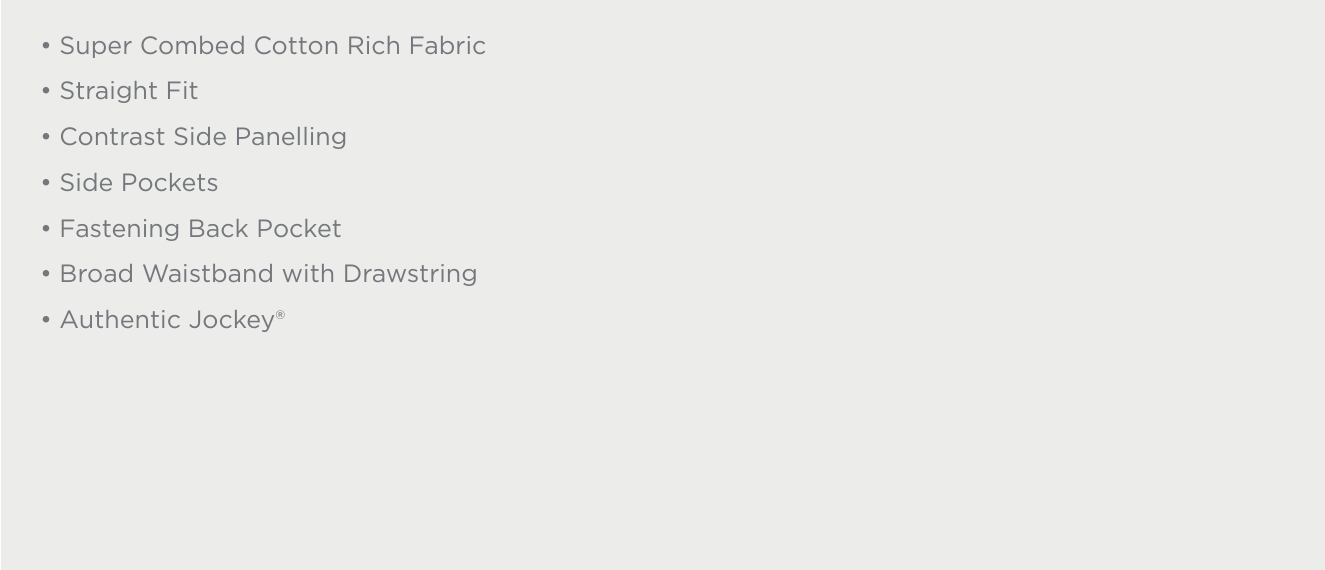 • Super Combed Cotton Rich Fabric
• Straight Fit
• Contrast Side Panelling
• Side Pockets
• Fastening Back Pocket
• Broad Waistband with Drawstring
• Authentic Jockey®